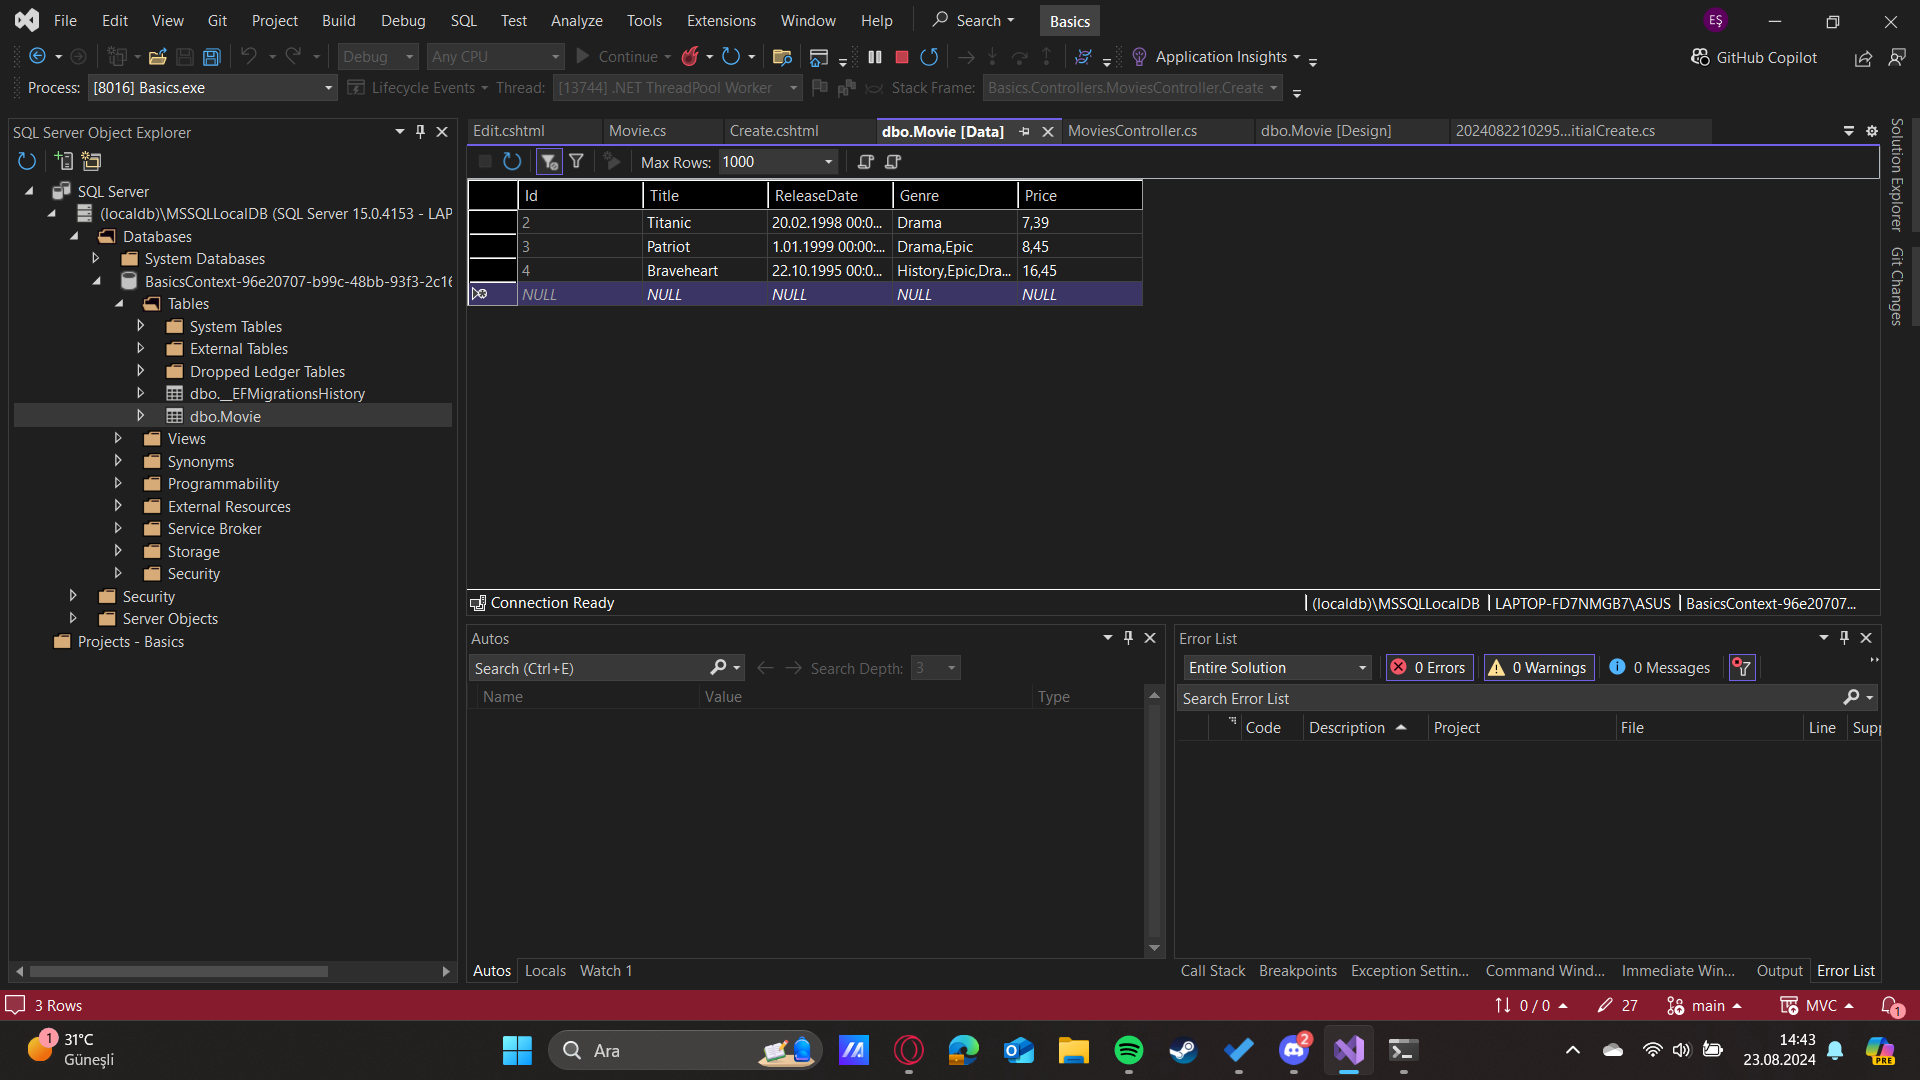 File Edit View Git Project Build Debug SQL Test Analyze Tools Extensions Window Help Search Basics EŞ
Debug Any CPU Continue Application Insights GitHub Copilot
Process: [8016] Basics.exe Lifecycle Events Thread: [13744] .NET ThreadPool Worker Stack Frame: Basics.Controllers.MoviesController.Create
SQL Server Object Explorer
SQL Server
(localdb)\MSSQLLocalDB (SQL Server 15.0.4153 - LAP
Databases
System Databases
BasicsContext-96e20707-b99c-48bb-93f3-2c16
Tables
System Tables
External Tables
Dropped Ledger Tables
dbo.__EFMigrationsHistory
dbo.Movie
Views
Synonyms
Programmability
External Resources
Service Broker
Storage
Security
Security
Server Objects
Projects - Basics
Edit.cshtml Movie.cs Create.cshtml dbo.Movie [Data] MoviesController.cs dbo.Movie [Design] 2024082210295...itialCreate.cs
Max Rows: 1000
Id Title ReleaseDate Genre Price
2 Titanic 20.02.1998 00:0... Drama 7,39
3 Patriot 1.01.1999 00:00:... Drama,Epic 8,45
4 Braveheart 22.10.1995 00:0... History,Epic,Dra... 16,45
NULL NULL NULL NULL NULL
Connection Ready (localdb)\MSSQLLocalDB LAPTOP-FD7NMGB7\ASUS BasicsContext-96e20707...
Solution Explorer
Git Changes
Autos
Search (Ctrl+E) Search Depth: 3
Name Value Type
Autos Locals Watch 1
Error List
Entire Solution 0 Errors 0 Warnings 0 Messages
Search Error List
Code Description Project File Line Supp
Call Stack Breakpoints Exception Settin... Command Wind... Immediate Win... Output Error List
3 Rows 0 / 0 27 main MVC 1
1 31°C
Güneşli
Ara
2
14:43
23.08.2024
PRE